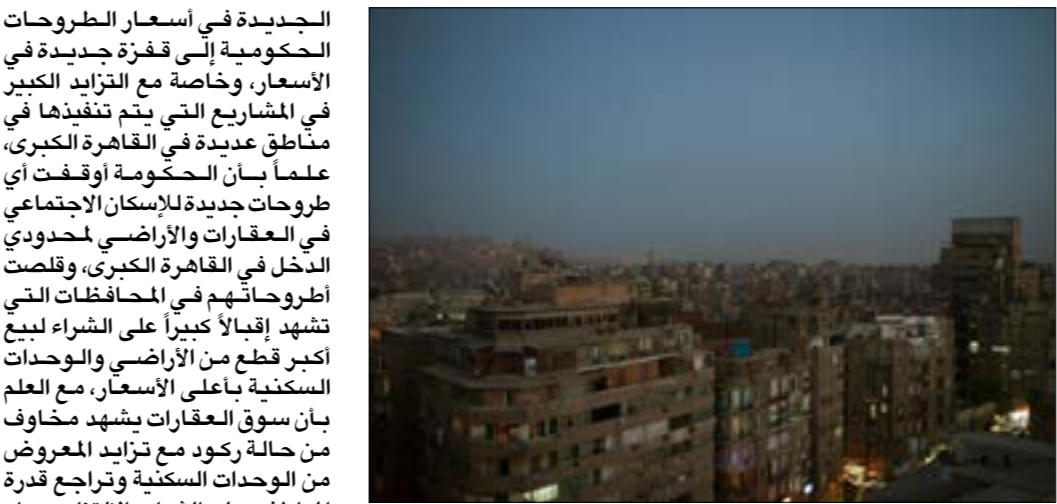 الجديدة في أسعار الطروحات
الحكومية إلى قفزة جديدة في
الأسعار، وخاصة مع التزايد الكبير
في المشاريع التي يتم تنفيذها في
مناطق عديدة في القاهرة الكبرى،
علماً بأن الحكومة أوقفت أي
طروحات جديدة للإسكان الاجتماعي
في العقارات والأراضي لمحدودي
الدخل في القاهرة الكبرى، وقلصت
أطروحاتهم في المحافظات التي
تشهد إقبالاً كبيراً على الشراء لبيع
أكبر قطع من الأراضي والوحدات
السكنية بأعلى الأسعار، مع العلم
بأن سوق العقارات يشهد مخاوف
من حالة ركود مع تزايد المعروض
من الوحدات السكنية وتراجع قدرة